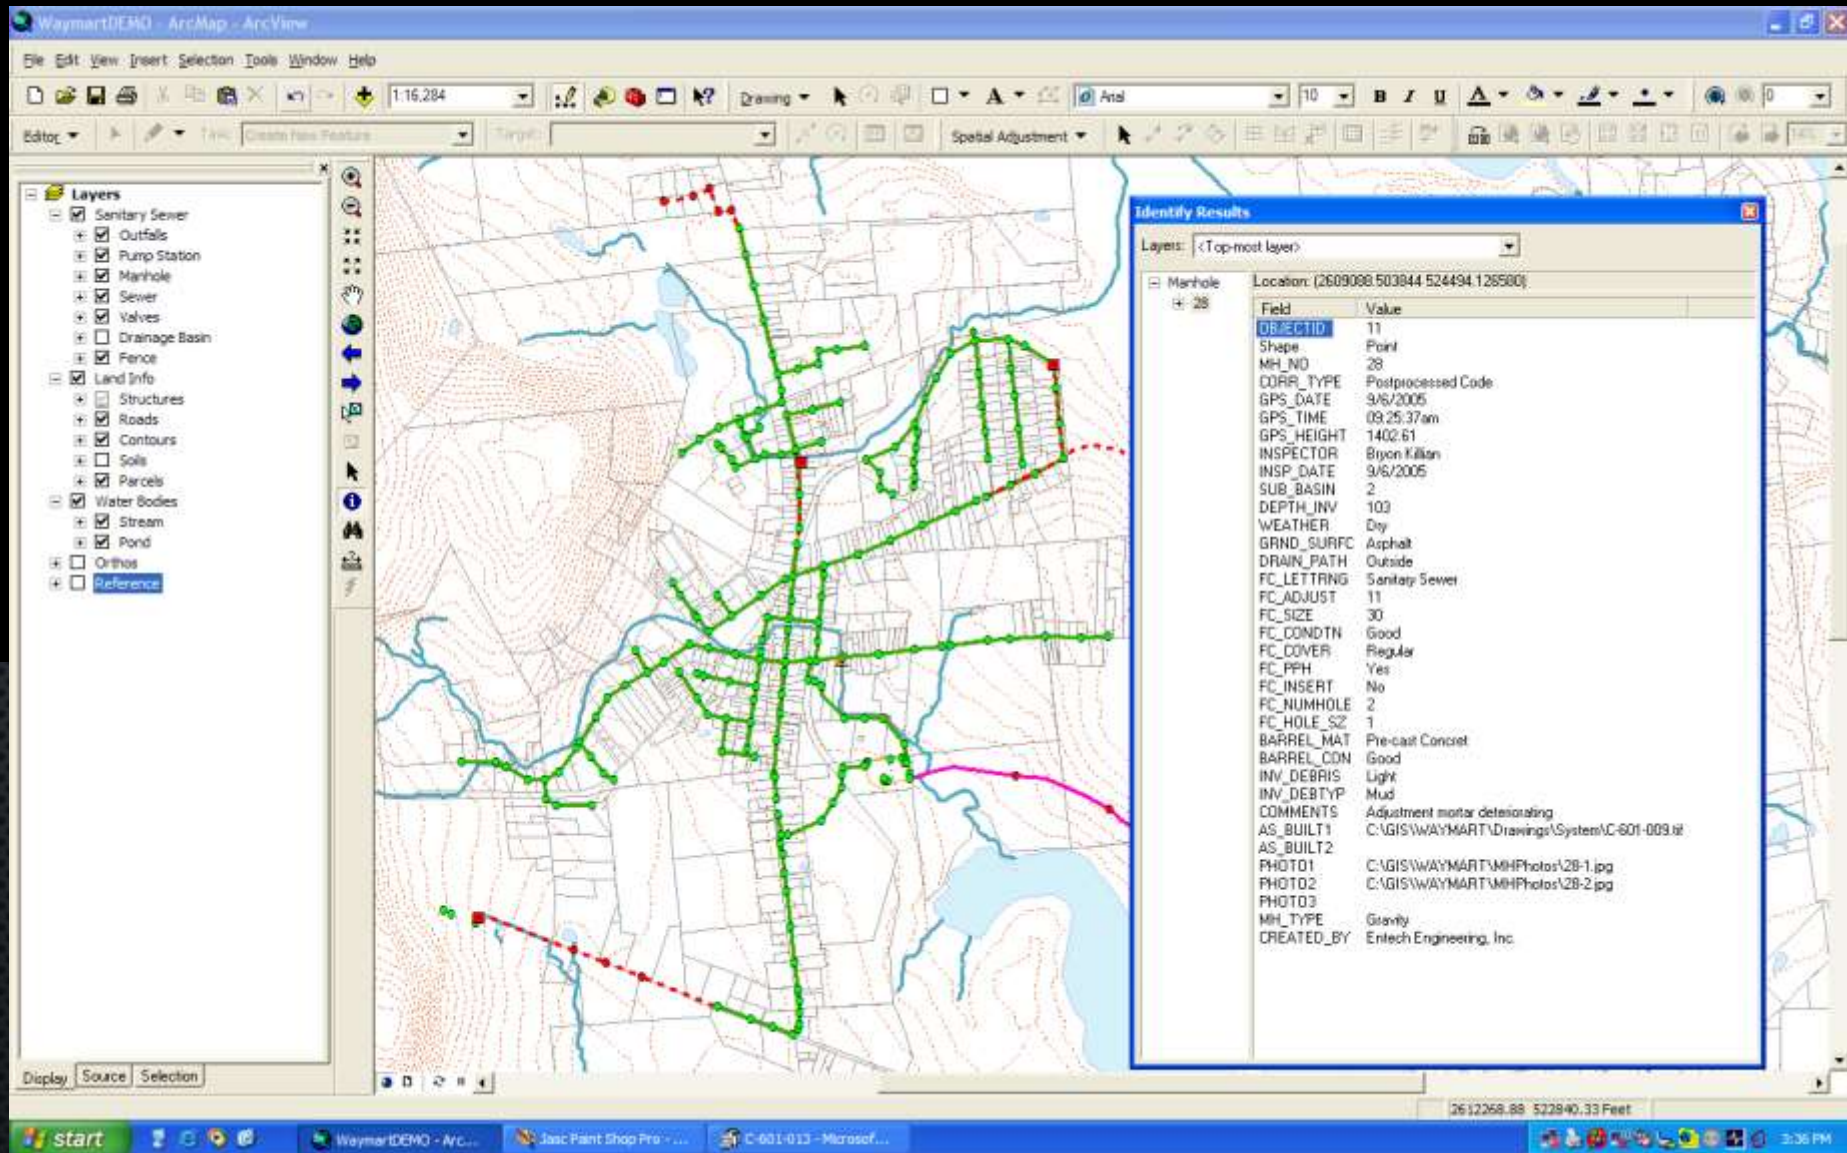 WaymartDEMO - ArcMap - ArcView
File Edit View Insert Selection Tools Window Help
1:16,284 Drawing A Arial 10 B I U A 0
Editor Task: Create New Feature Target: Spatial Adjustment
Layers
Sanitary Sewer
Outfalls
Pump Station
Manhole
Sewer
Valves
Drainage Basin
Fence
Land Info
Structures
Roads
Contours
Soils
Parcels
Water Bodies
Stream
Pond
Orthos
Reference
Display Source Selection
Identify Results
Layers: <Top-most layer>
Manhole
28
Location: (2609088.503844 524494.126580)
Field Value
OBJECTID 11
Shape Point
MH_NO 28
CORR_TYPE Postprocessed Code
GPS_DATE 9/6/2005
GPS_TIME 09:25:37am
GPS_HEIGHT 1402.61
INSPECTOR Bryon Killian
INSP_DATE 9/6/2005
SUB_BASIN 2
DEPTH_INV 103
WEATHER Dry
GRND_SURFC Asphalt
DRAIN_PATH Outside
FC_LETTRNG Sanitary Sewer
FC_ADJUST 11
FC_SIZE 30
FC_CONDTN Good
FC_COVER Regular
FC_PPH Yes
FC_INSERT No
FC_NUMHOLE 2
FC_HOLE_SZ 1
BARREL_MAT Pre-cast Concret
BARREL_CON Good
INV_DEBRIS Light
INV_DEBTYP Mud
COMMENTS Adjustment mortar deteriorating
AS_BUILT1 C:\GIS\WAYMART\Drawings\System\C-601-009.tif
AS_BUILT2
PHOTO1 C:\GIS\WAYMART\MHPhotos\28-1.jpg
PHOTO2 C:\GIS\WAYMART\MHPhotos\28-2.jpg
PHOTO3
MH_TYPE Gravity
CREATED_BY Entech Engineering, Inc.
2612268.88 522840.33 Feet
start WaymartDEMO - Arc... Jasc Paint Shop Pro - ... C-601-013 - Microsof... 3:36 PM